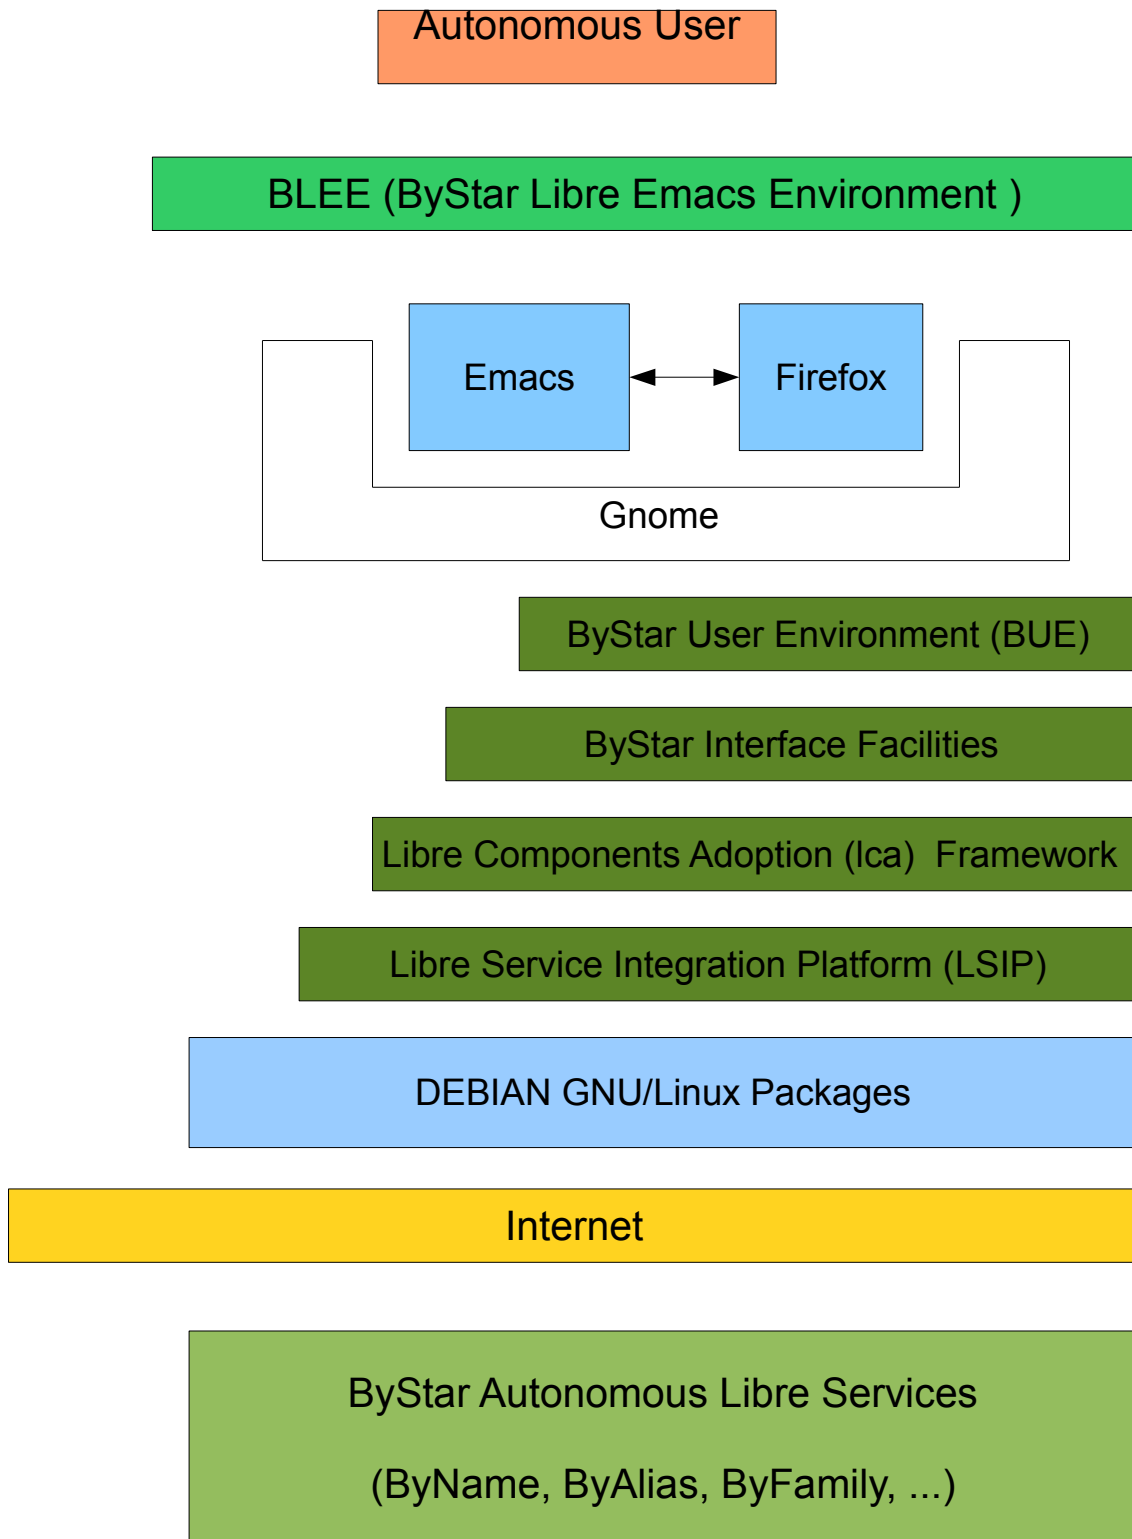 Autonomous User
BLEE (ByStar Libre Emacs Environment )
Emacs
Firefox
Gnome
ByStar User Environment (BUE)
ByStar Interface Facilities
Libre Components Adoption (lca)  Framework
Libre Service Integration Platform (LSIP)
DEBIAN GNU/Linux Packages
Internet
ByStar Autonomous Libre Services
(ByName, ByAlias, ByFamily, ...)